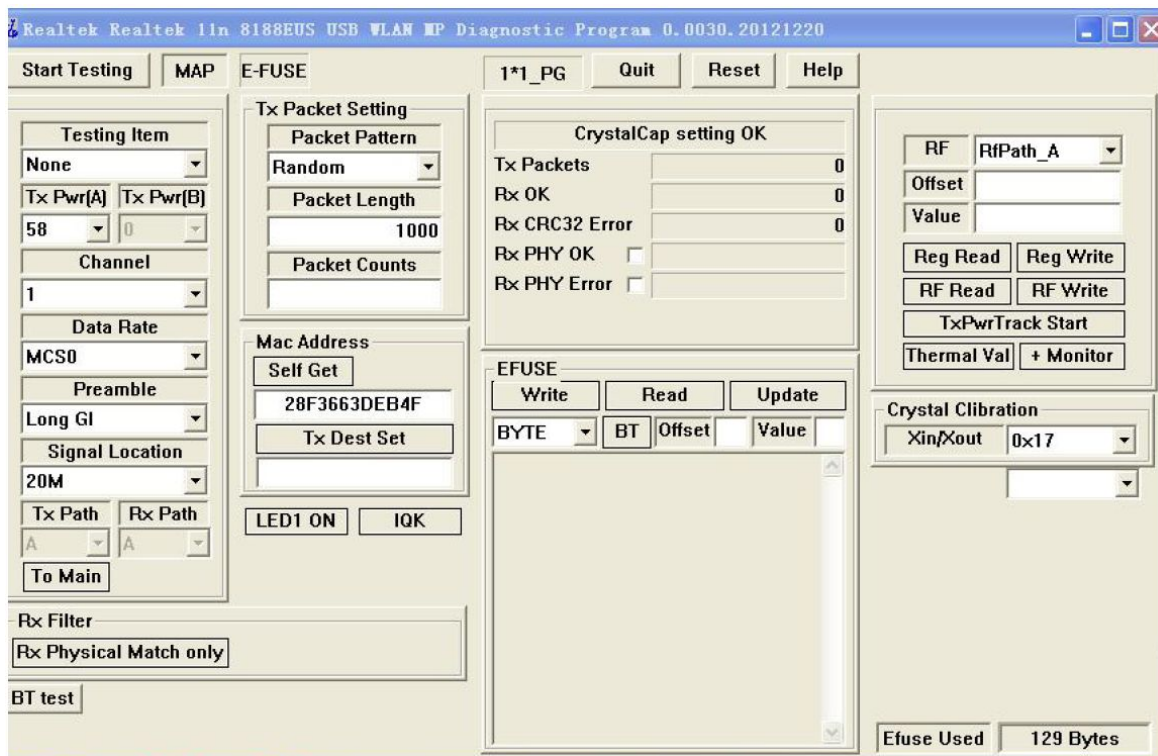 Realtek Realtek 11n 8188EUS USB WLAN MP Diagnostic Program 0.0030.20121220
Start Testing
MAP
E-FUSE
1*1_PG
Quit
Reset
Help
Testing Item
None
Tx Pwr(A) Tx Pwr(B)
58 0
Channel
1
Data Rate
MCS0
Preamble
Long GI
Signal Location
20M
Tx Path Rx Path
A A
To Main
Tx Packet Setting
Packet Pattern
Random
Packet Length
1000
Packet Counts
Mac Address
Self Get
28F3663DEB4F
Tx Dest Set
LED1 ON IQK
CrystalCap setting OK
Tx Packets 0
Rx OK 0
Rx CRC32 Error 0
Rx PHY OK
Rx PHY Error
EFUSE
Write Read Update
BYTE BT Offset Value
RF RfPath_A
Offset
Value
Reg Read Reg Write
RF Read RF Write
TxPwrTrack Start
Thermal Val + Monitor
Crystal Clibration
Xin/Xout 0x17
Rx Filter
Rx Physical Match only
BT test
Efuse Used 129 Bytes